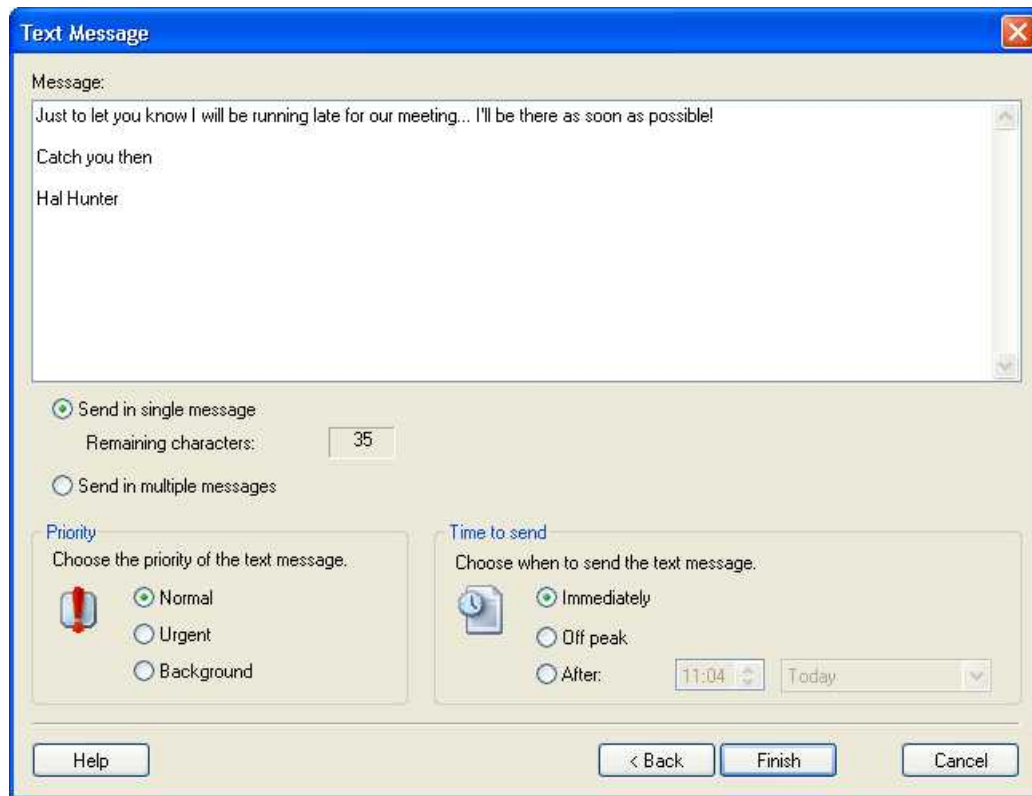 Text Message
Message:
Just to let you know I will be running late for our meeting... I'll be there as soon as possible!
Catch you then
Hal Hunter
Send in single message
Remaining characters: 35
Send in multiple messages
Priority
Choose the priority of the text message.
Normal
Urgent
Background
Time to send
Choose when to send the text message.
Immediately
Off peak
After: 11:04 Today
Help < Back Finish Cancel